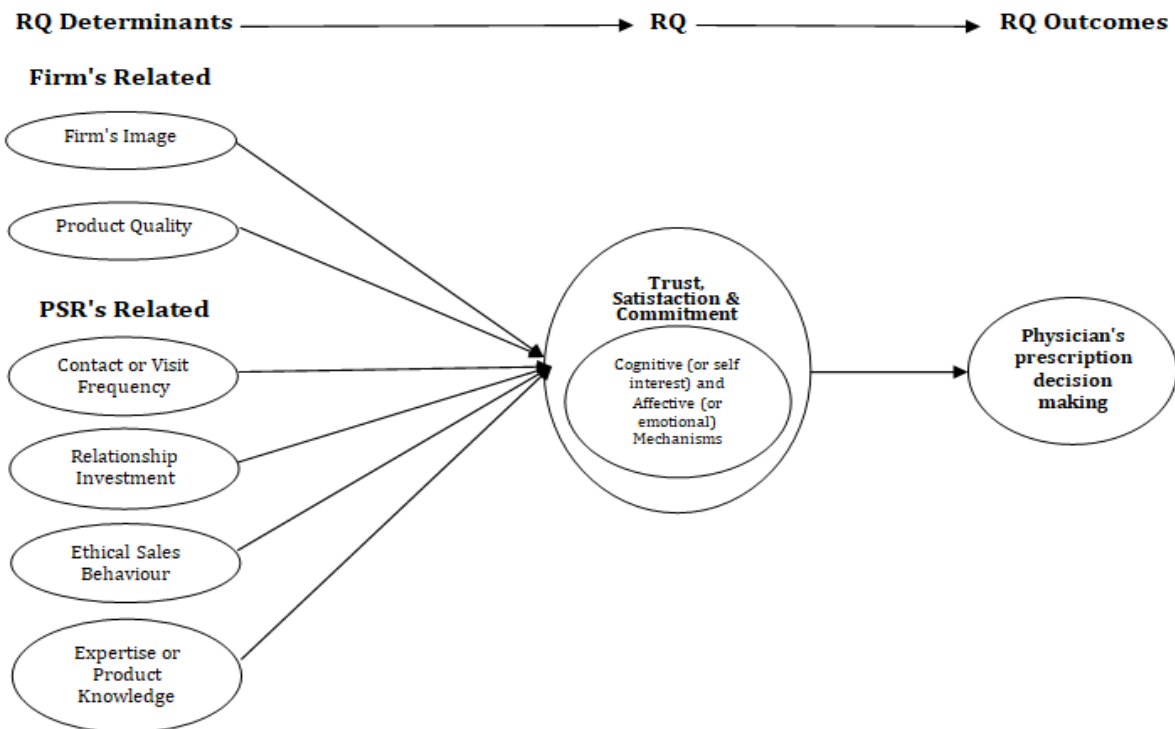 RQ Determinants
RQ
RQ Outcomes
Firm's Related
Firm's Image
Product Quality
PSR's Related
Contact or Visit
Frequency
Relationship
Investment
Ethical Sales
Behaviour
Expertise or
Product
Knowledge
Trust,
Satisfaction &
Commitment
Cognitive (or self
interest) and
Affective (or
emotional)
Mechanisms
Physician's
prescription
decision
making